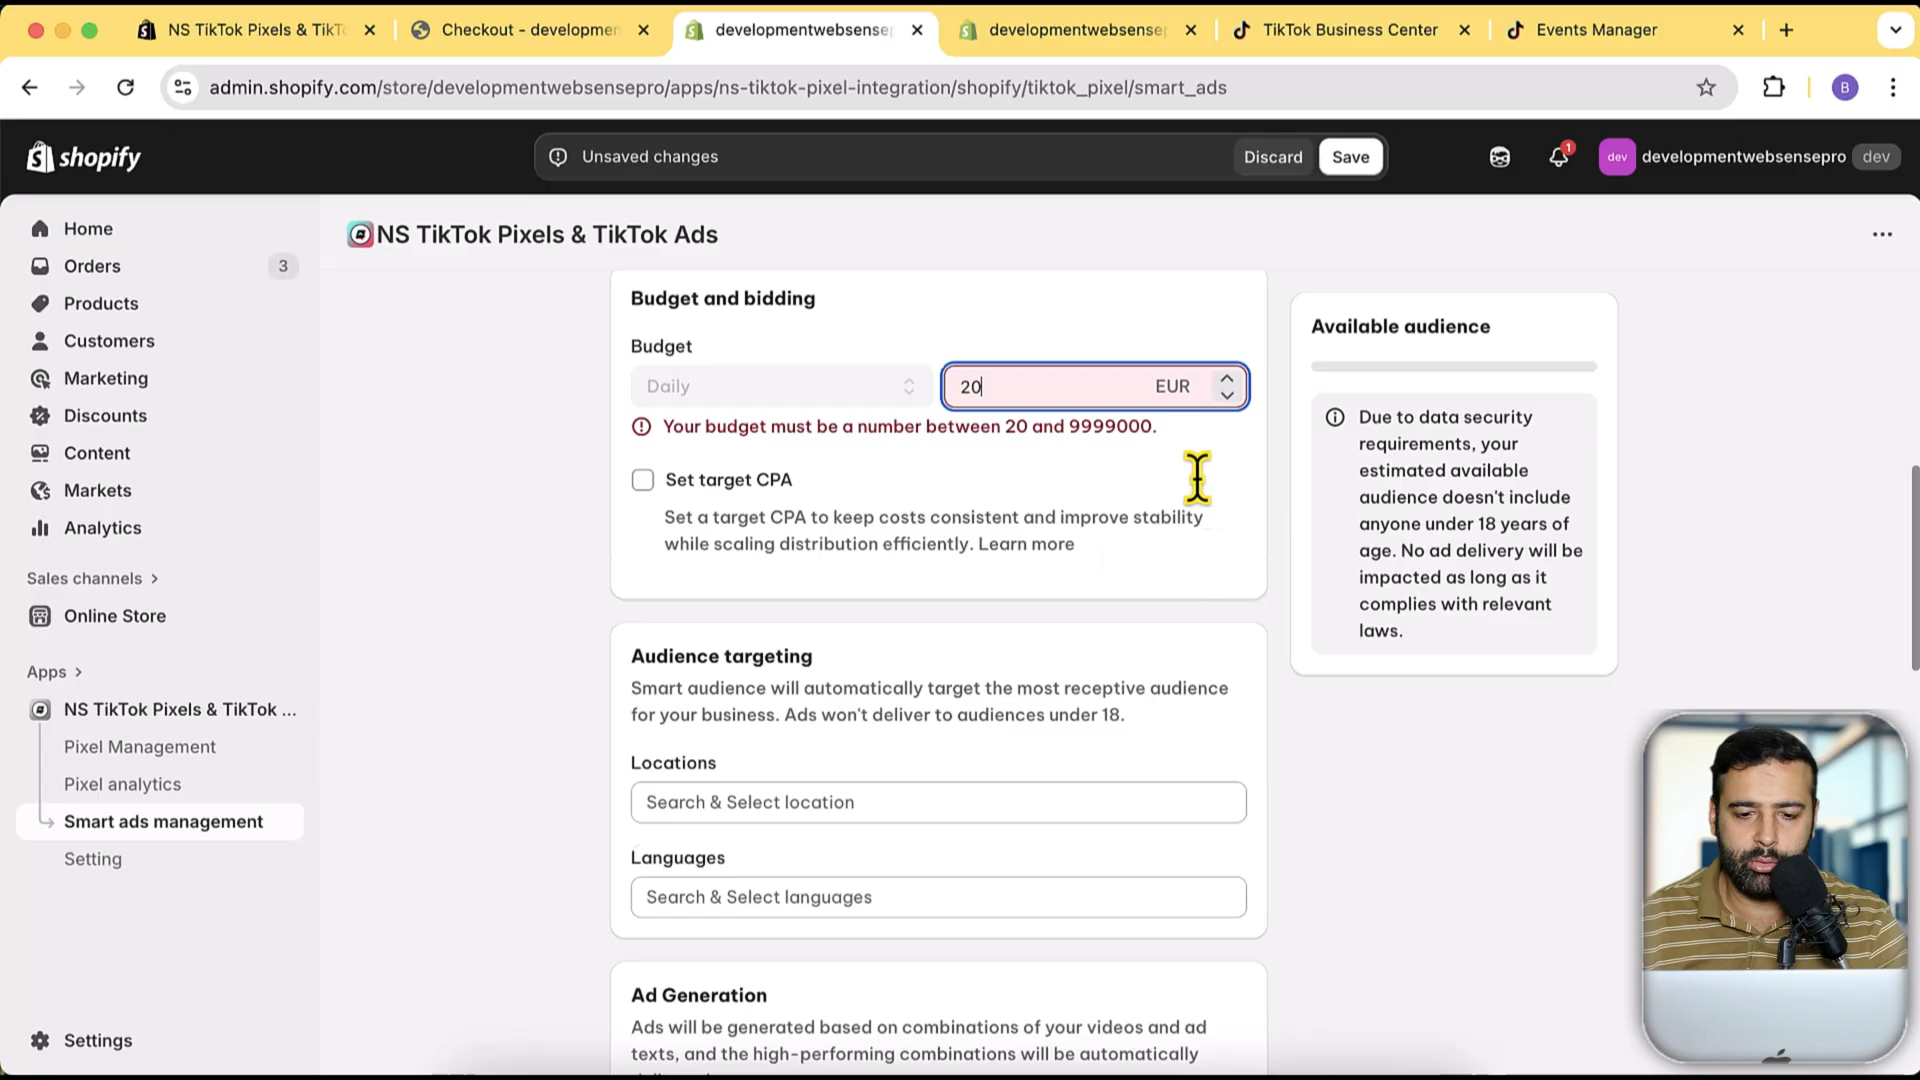 NS TikTok Pixels & TikT
Checkout - developmen
developmentwebsense
developmentwebsensep
TikTok Business Center
Events Manager
admin.shopify.com/store/developmentwebsensepro/apps/ns-tiktok-pixel-integration/shopify/tiktok_pixel/smart_ads
B
shopify
Unsaved changes
Discard
Save
1
dev
developmentwebsensepro
dev
Home
Orders
3
Products
Customers
Marketing
Discounts
Content
Markets
Analytics
Sales channels
Online Store
Apps
NS TikTok Pixels & TikTok ...
Pixel Management
Pixel analytics
Smart ads management
Setting
Settings
NS TikTok Pixels & TikTok Ads
Budget and bidding
Budget
Daily
20
EUR
Your budget must be a number between 20 and 9999000.
Set target CPA
Set a target CPA to keep costs consistent and improve stability
while scaling distribution efficiently. Learn more
Audience targeting
Smart audience will automatically target the most receptive audience
for your business. Ads won't deliver to audiences under 18.
Locations
Search & Select location
Languages
Search & Select languages
Ad Generation
Ads will be generated based on combinations of your videos and ad
texts, and the high-performing combinations will be automatically
Available audience
Due to data security
requirements, your
estimated available
audience doesn't include
anyone under 18 years of
age. No ad delivery will be
impacted as long as it
complies with relevant
laws.